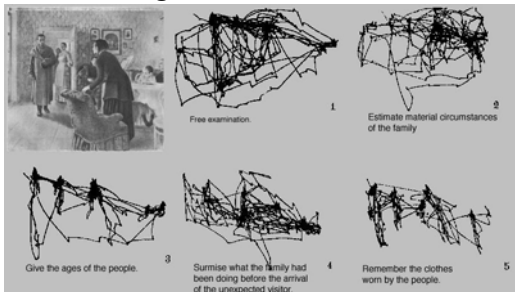 1
Free examination.
2
Estimate material circumstances
of the family
3
Give the ages of the people.
4
Surmise what the family had
been doing before the arrival
of the unexpected visitor.
5
Remember the clothes
worn by the people.